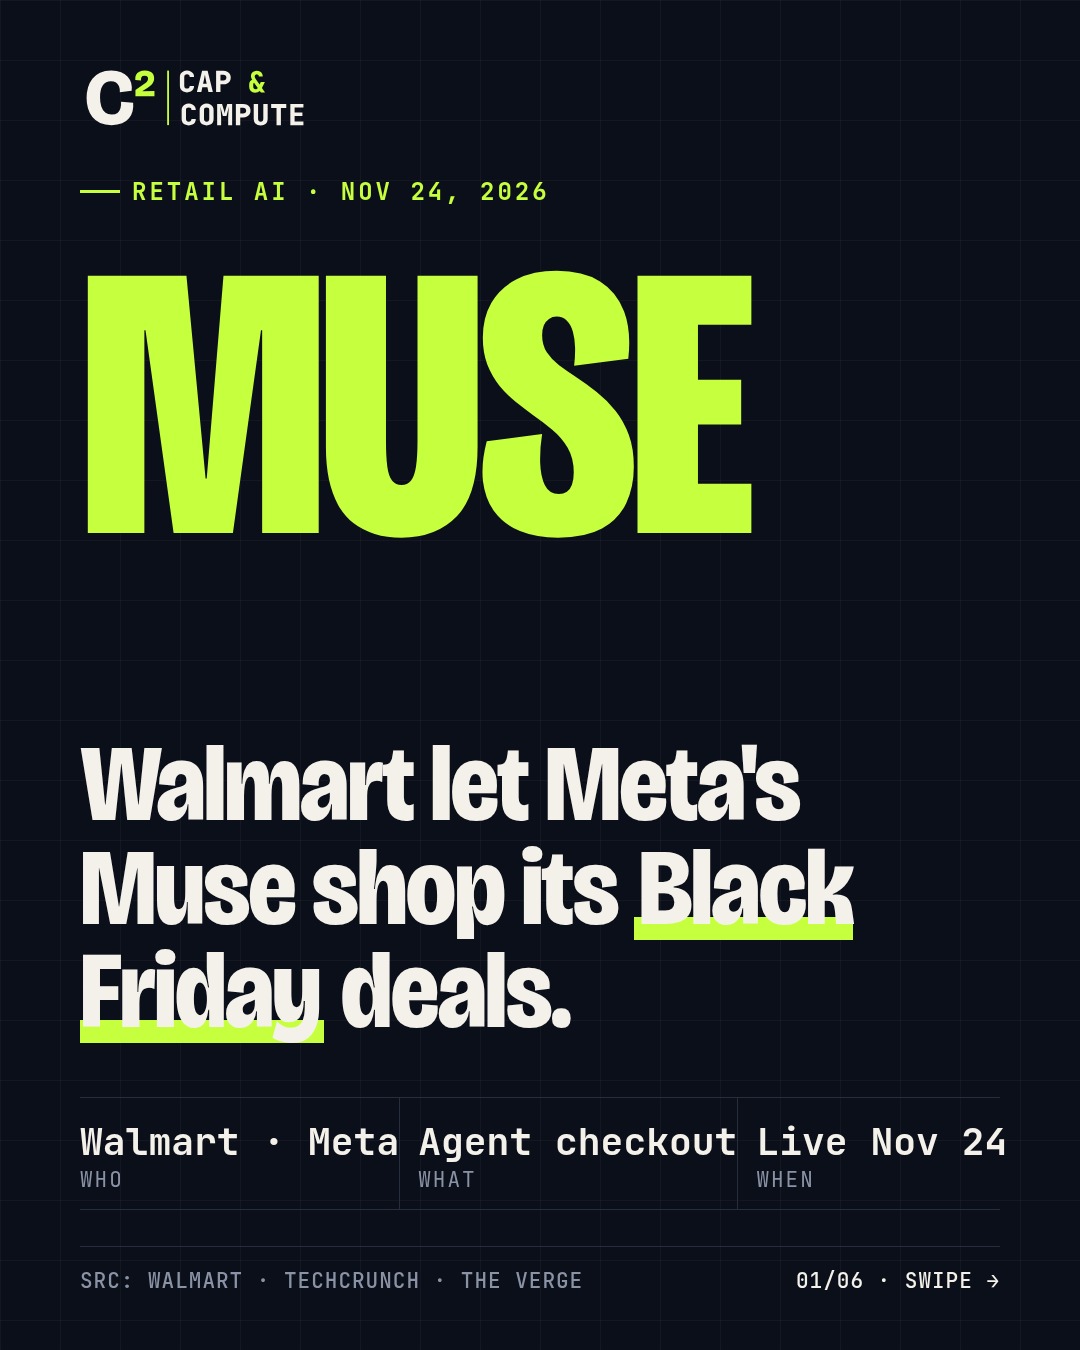 C² CAP &
COMPUTE
RETAIL AI · NOV 24, 2026
MUSE
Walmart let Meta's
Muse shop its Black
Friday deals.
Walmart · Meta Agent checkout Live Nov 24
WHO WHAT WHEN
SRC: WALMART · TECHCRUNCH · THE VERGE 01/06 · SWIPE →